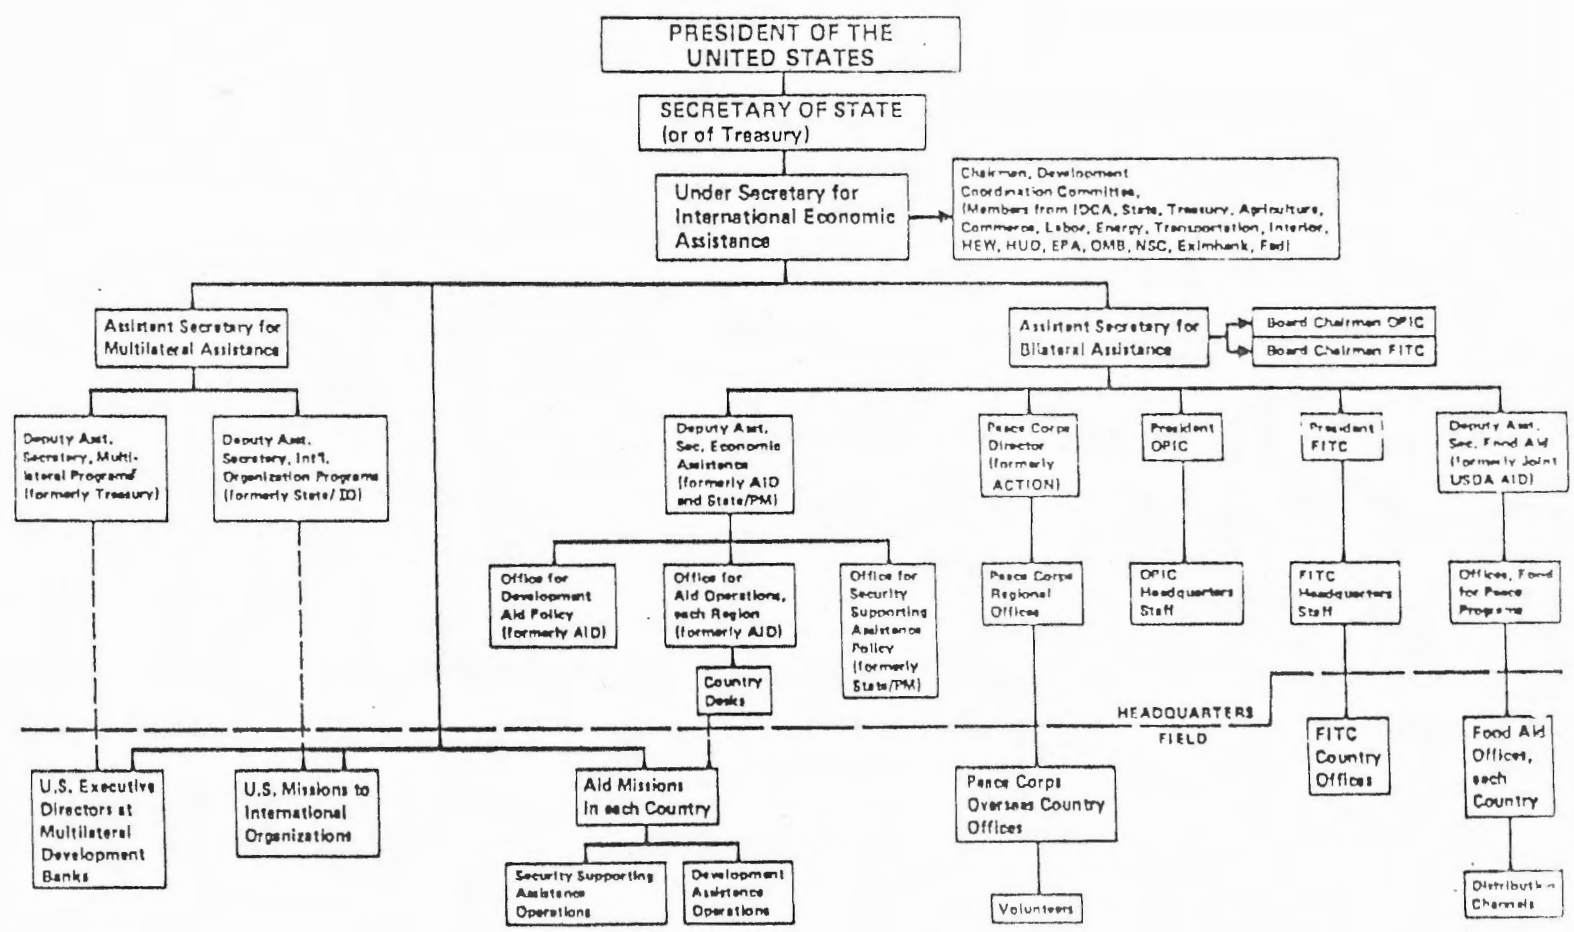 PRESIDENT OF THE
UNITED STATES
SECRETARY OF STATE
(or of Treasury)
Under Secretary for
International Economic
Assistance
Chairman, Development
Coordination Committee,
(Members from IDCA, State, Treasury, Agriculture,
Commerce, Labor, Energy, Transportation, Interior,
HEW, HUD, EPA, OMB, NSC, Eximbank, Fed)
Assistant Secretary for
Multilateral Assistance
Assistant Secretary for
Bilateral Assistance
Board Chairman OPIC
Board Chairman FITC
Deputy Asst.
Secretary, Multi-
lateral Programs
(formerly Treasury)
Deputy Asst.
Secretary, Int'l.
Organization Programs
(formerly State/IO)
Deputy Asst.
Sec, Economic
Assistance
(formerly AID
and State/PM)
Peace Corps
Director
(formerly
ACTION)
President
OPIC
President
FITC
Deputy Asst.
Sec, Food Aid
(formerly Joint
USDA AID)
Office for
Development
Aid Policy
(formerly AID)
Office for
Aid Operations,
each Region
(formerly AID)
Office for
Security
Supporting
Assistance
Policy
(formerly
State/PM)
Peace Corps
Regional
Offices
OPIC
Headquarters
Staff
FITC
Headquarters
Staff
Offices, Food
for Peace
Programs
Country
Desks
HEADQUARTERS
FIELD
U.S. Executive
Directors at
Multilateral
Development
Banks
U.S. Missions to
International
Organizations
Aid Missions
in each Country
Peace Corps
Overseas Country
Offices
FITC
Country
Offices
Food Aid
Offices,
each
Country
Security Supporting
Assistance
Operations
Development
Assistance
Operations
Volunteers
Distribution
Channels